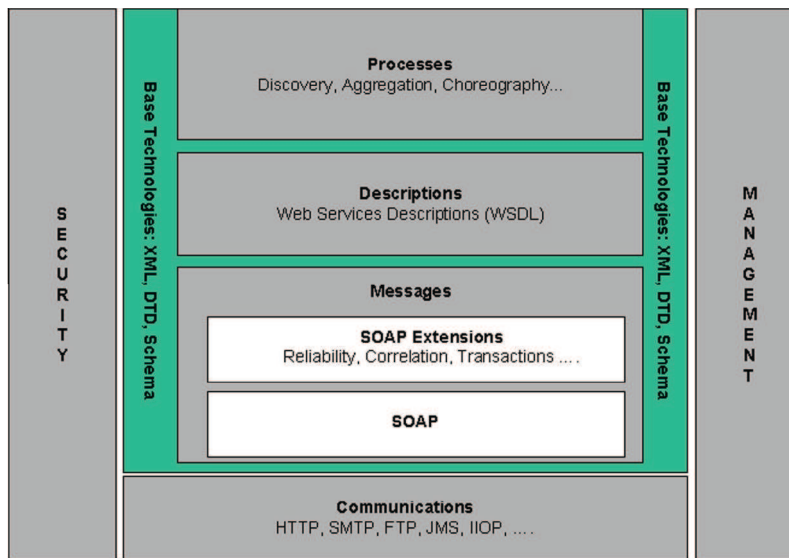 SECURITY
Base Technologies: XML, DTD, Schema
Processes
Discovery, Aggregation, Choreography...
Descriptions
Web Services Descriptions (WSDL)
Messages
SOAP Extensions
Reliability, Correlation, Transactions ....
SOAP
Base Technologies: XML, DTD, Schema
MANAGEMENT
Communications
HTTP, SMTP, FTP, JMS, IIOP, ....